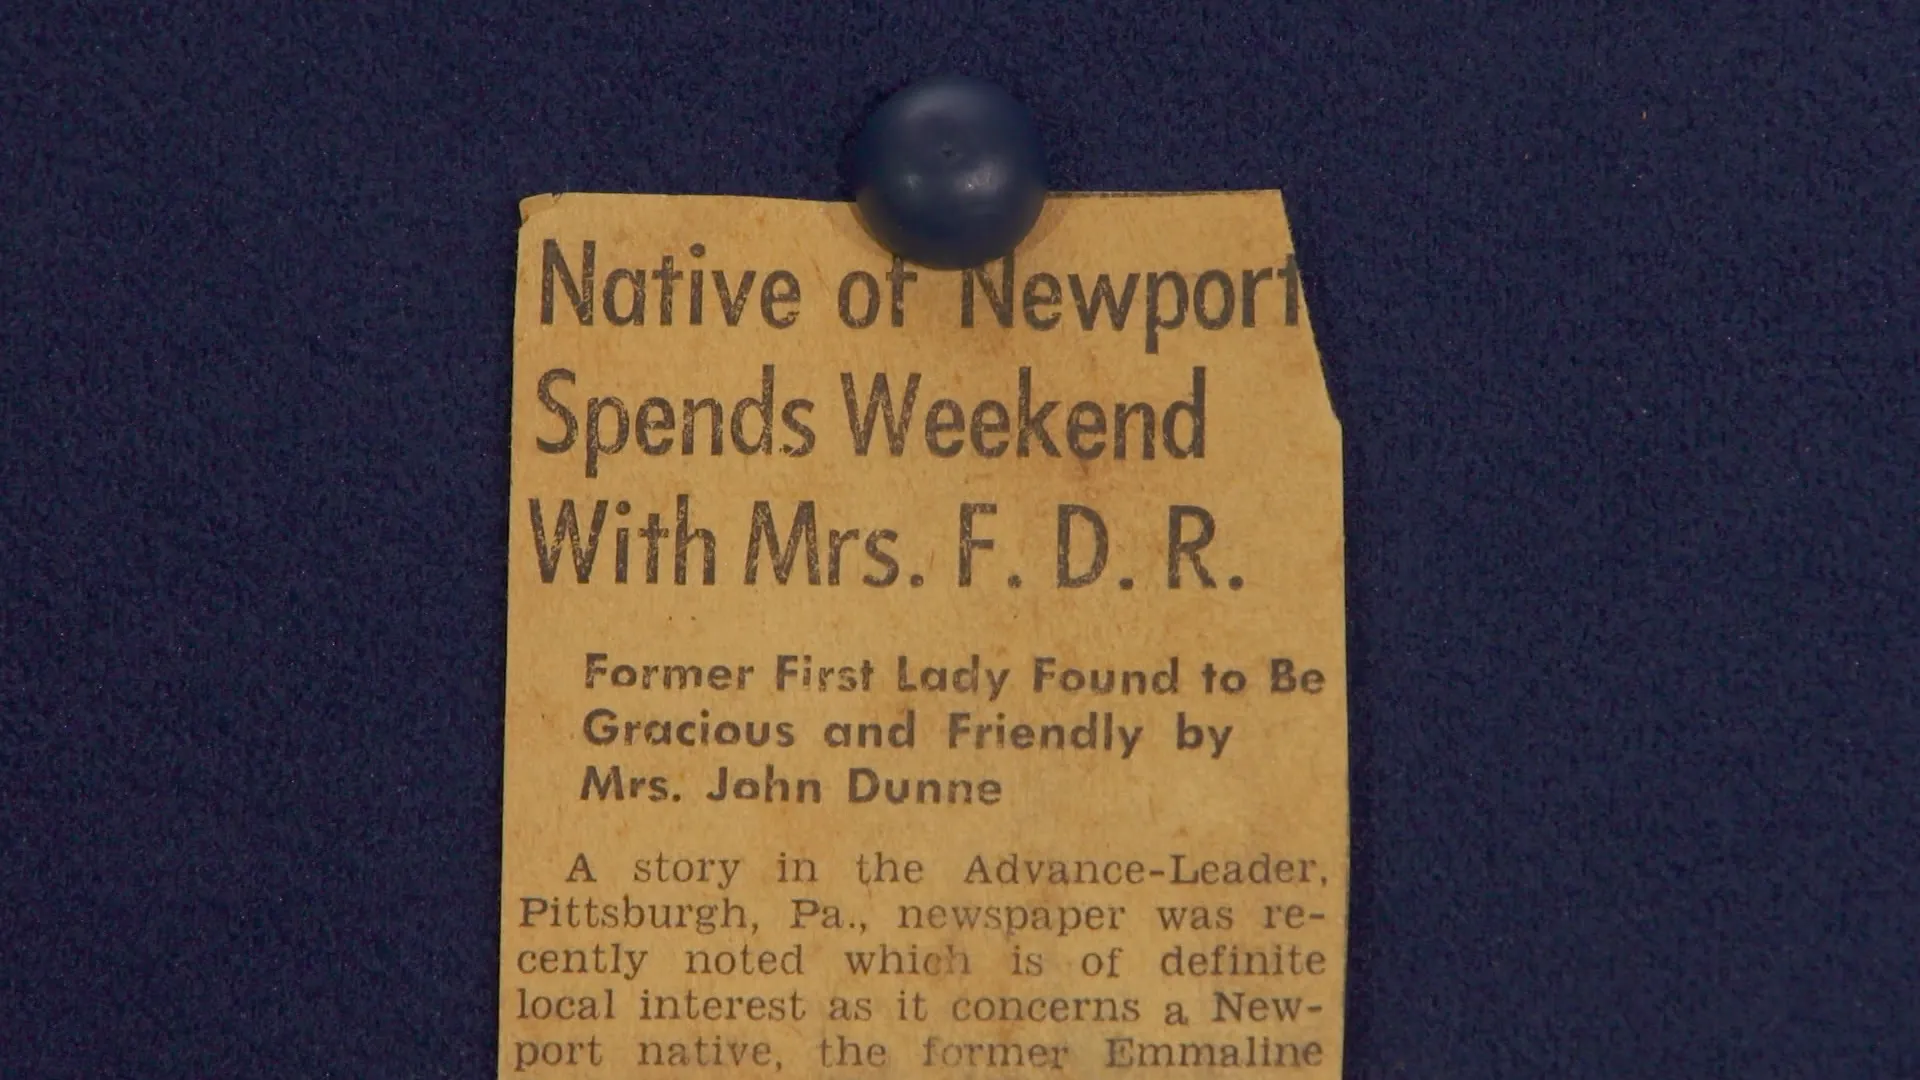 Native of Newport
Spends Weekend
With Mrs. F. D. R.
Former First Lady Found to Be
Gracious and Friendly by
Mrs. John Dunne
A story in the Advance-Leader,
Pittsburgh, Pa., newspaper was re-
cently noted which is of definite
local interest as it concerns a New-
port native, the former Emmaline